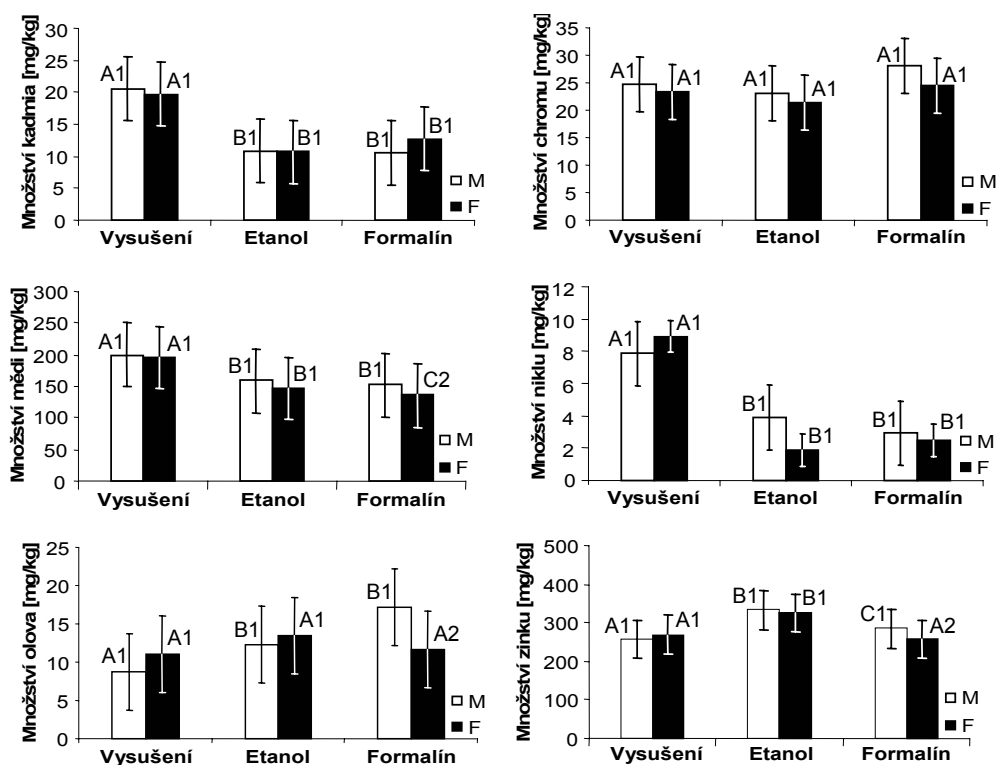 Množství kadmia [mg/kg]
30
25
20
15
10
5
0
A1
A1
B1
B1
B1
B1
M
F
Vysušení
Etanol
Formalín
Množství chromu [mg/kg]
35
30
25
20
15
10
5
0
A1
A1
A1
A1
A1
A1
M
F
Vysušení
Etanol
Formalín
Množství mědi [mg/kg]
300
250
200
150
100
50
0
A1
A1
B1
B1
B1
C2
M
F
Vysušení
Etanol
Formalín
Množství niklu [mg/kg]
12
10
8
6
4
2
0
A1
A1
B1
B1
B1
B1
M
F
Vysušení
Etanol
Formalín
Množství olova [mg/kg]
25
20
15
10
5
0
A1
A1
B1
A1
B1
A2
M
F
Vysušení
Etanol
Formalín
Množství zinku [mg/kg]
500
400
300
200
100
0
A1
A1
B1
B1
C1
A2
M
F
Vysušení
Etanol
Formalín